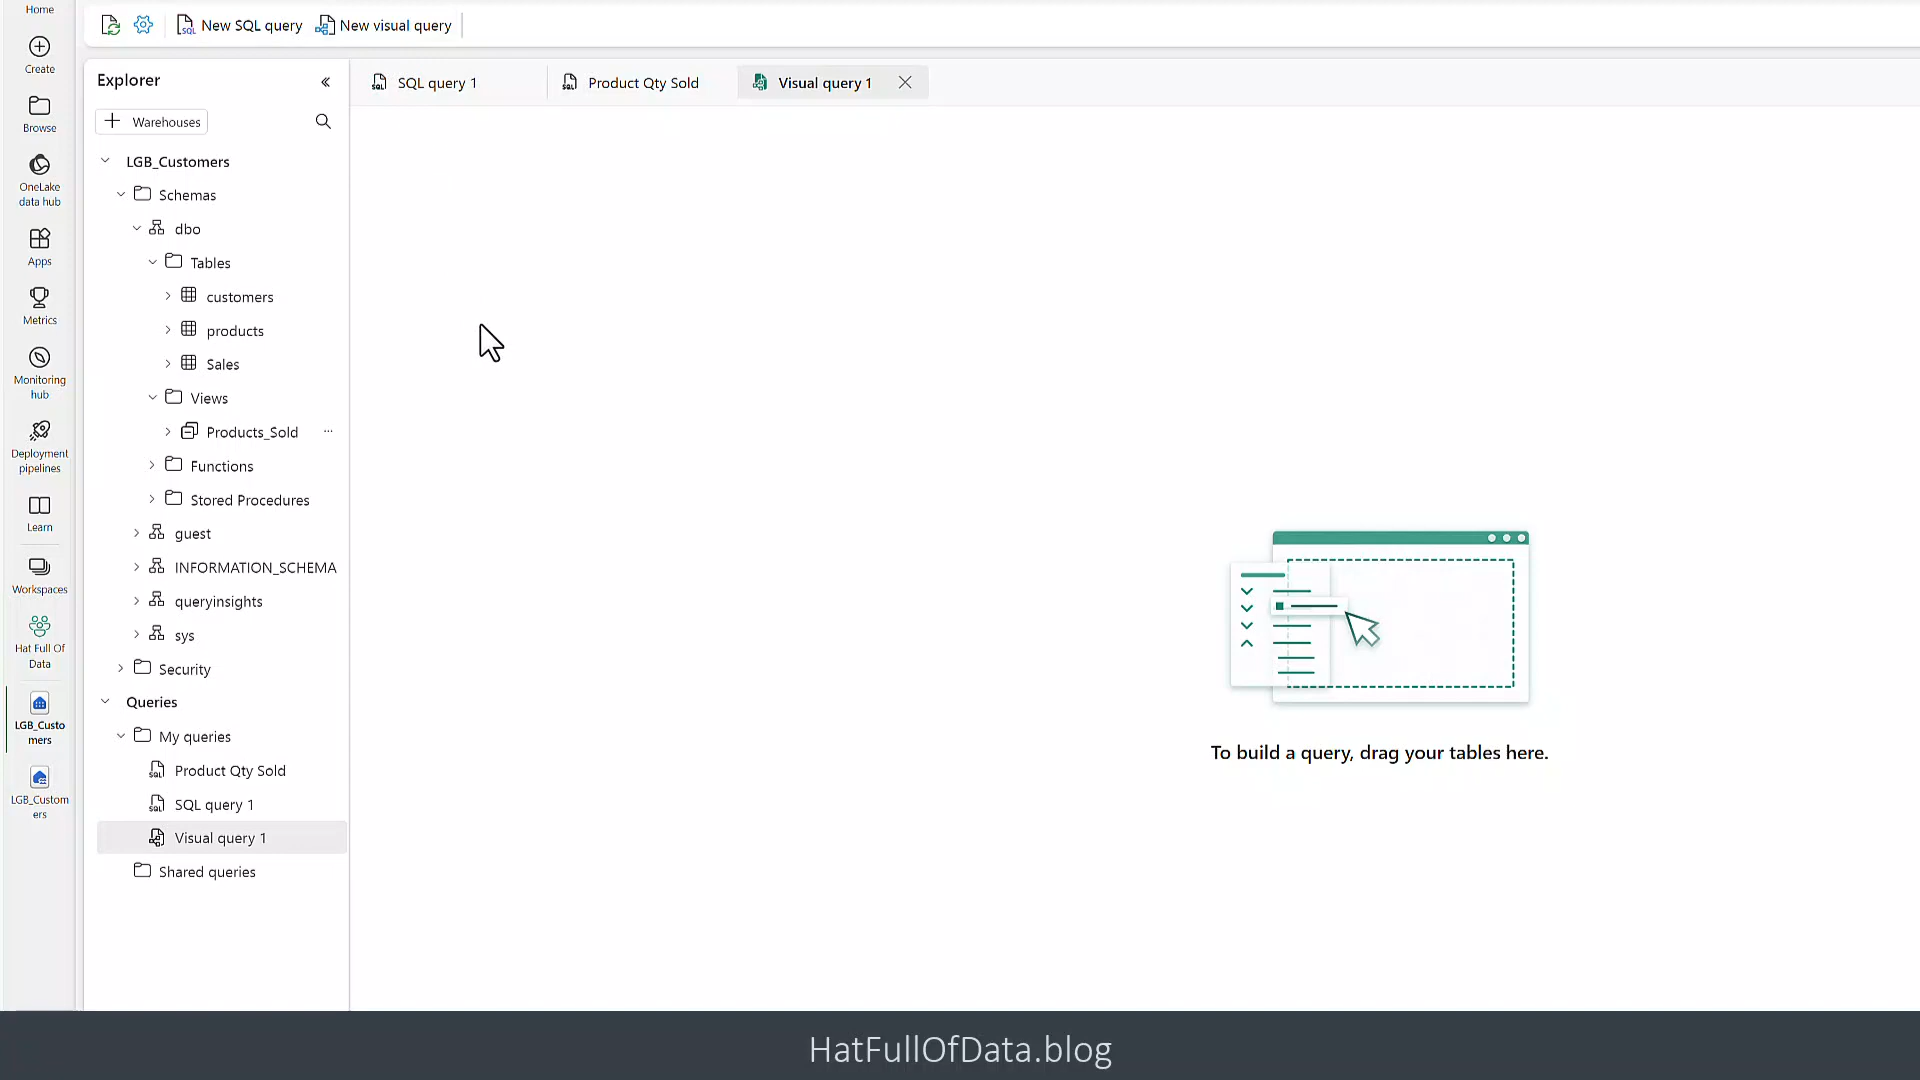 Home
Create
Browse
OneLake
data hub
Apps
Metrics
Monitoring
hub
Deployment
pipelines
Learn
Workspaces
Hat Full Of
Data
LGB_Custo
mers
LGB_Custom
ers
New SQL query
New visual query
Explorer
Warehouses
LGB_Customers
Schemas
dbo
Tables
customers
products
Sales
Views
Products_Sold
Functions
Stored Procedures
guest
INFORMATION_SCHEMA
queryinsights
sys
Security
Queries
My queries
Product Qty Sold
SQL query 1
Visual query 1
Shared queries
SQL query 1
Product Qty Sold
Visual query 1
To build a query, drag your tables here.
HatFullOfData.blog